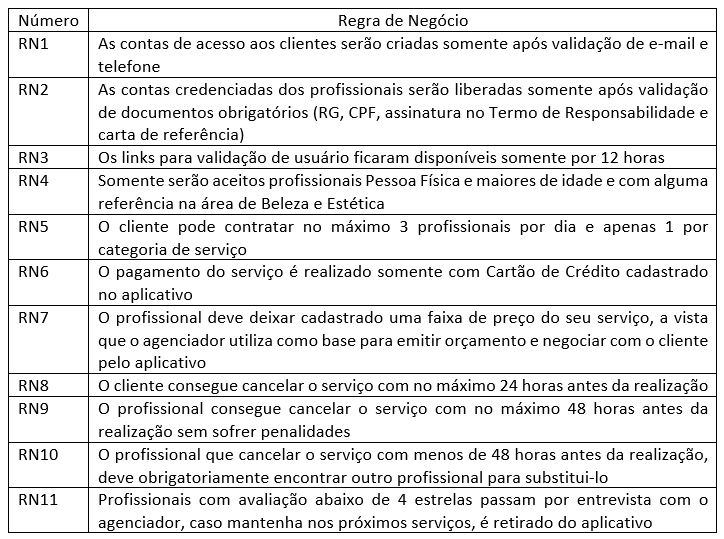 Número Regra de Negócio
RN1 As contas de acesso aos clientes serão criadas somente após validação de e-mail e
telefone
RN2 As contas credenciadas dos profissionais serão liberadas somente após validação
de documentos obrigatórios (RG, CPF, assinatura no Termo de Responsabilidade e
carta de referência)
RN3 Os links para validação de usuário ficaram disponíveis somente por 12 horas
RN4 Somente serão aceitos profissionais Pessoa Física e maiores de idade e com alguma
referência na área de Beleza e Estética
RN5 O cliente pode contratar no máximo 3 profissionais por dia e apenas 1 por
categoria de serviço
RN6 O pagamento do serviço é realizado somente com Cartão de Crédito cadastrado
no aplicativo
RN7 O profissional deve deixar cadastrado uma faixa de preço do seu serviço, a vista
que o agenciador utiliza como base para emitir orçamento e negociar com o cliente
pelo aplicativo
RN8 O cliente consegue cancelar o serviço com no máximo 24 horas antes da realização
RN9 O profissional consegue cancelar o serviço com no máximo 48 horas antes da
realização sem sofrer penalidades
RN10 O profissional que cancelar o serviço com menos de 48 horas antes da realização,
deve obrigatoriamente encontrar outro profissional para substitui-lo
RN11 Profissionais com avaliação abaixo de 4 estrelas passam por entrevista com o
agenciador, caso mantenha nos próximos serviços, é retirado do aplicativo